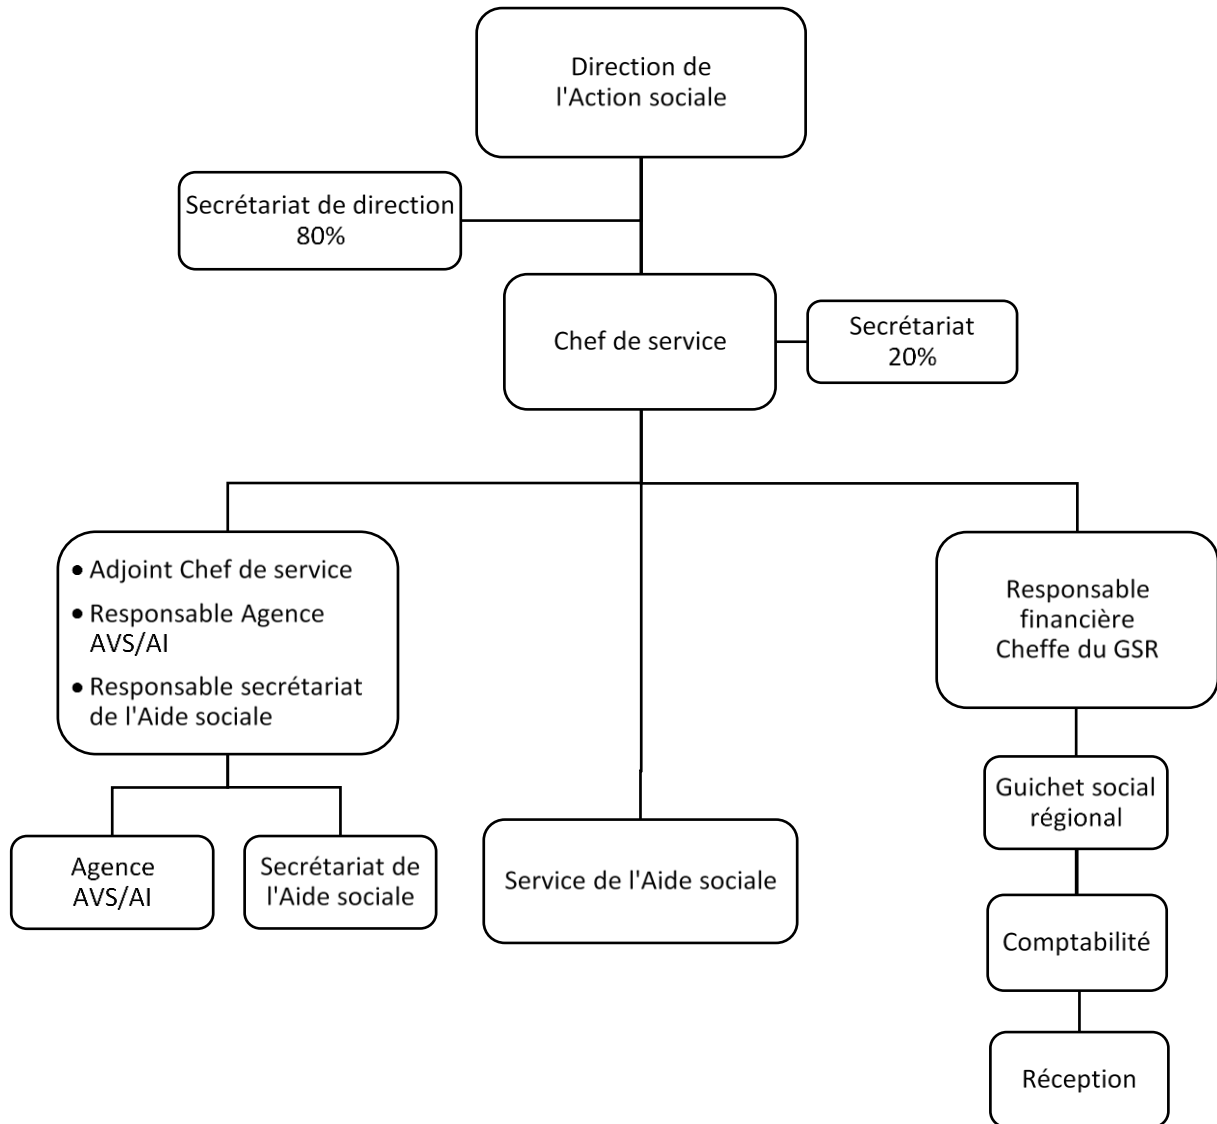 Direction de
l'Action sociale
Secrétariat de direction
80%
Chef de service
Secrétariat
20%
• Adjoint Chef de service
• Responsable Agence
AVS/AI
• Responsable secrétariat
de l'Aide sociale
Responsable
financière
Cheffe du GSR
Agence
AVS/AI
Secrétariat de
l'Aide sociale
Service de l'Aide sociale
Guichet social
régional
Comptabilité
Réception